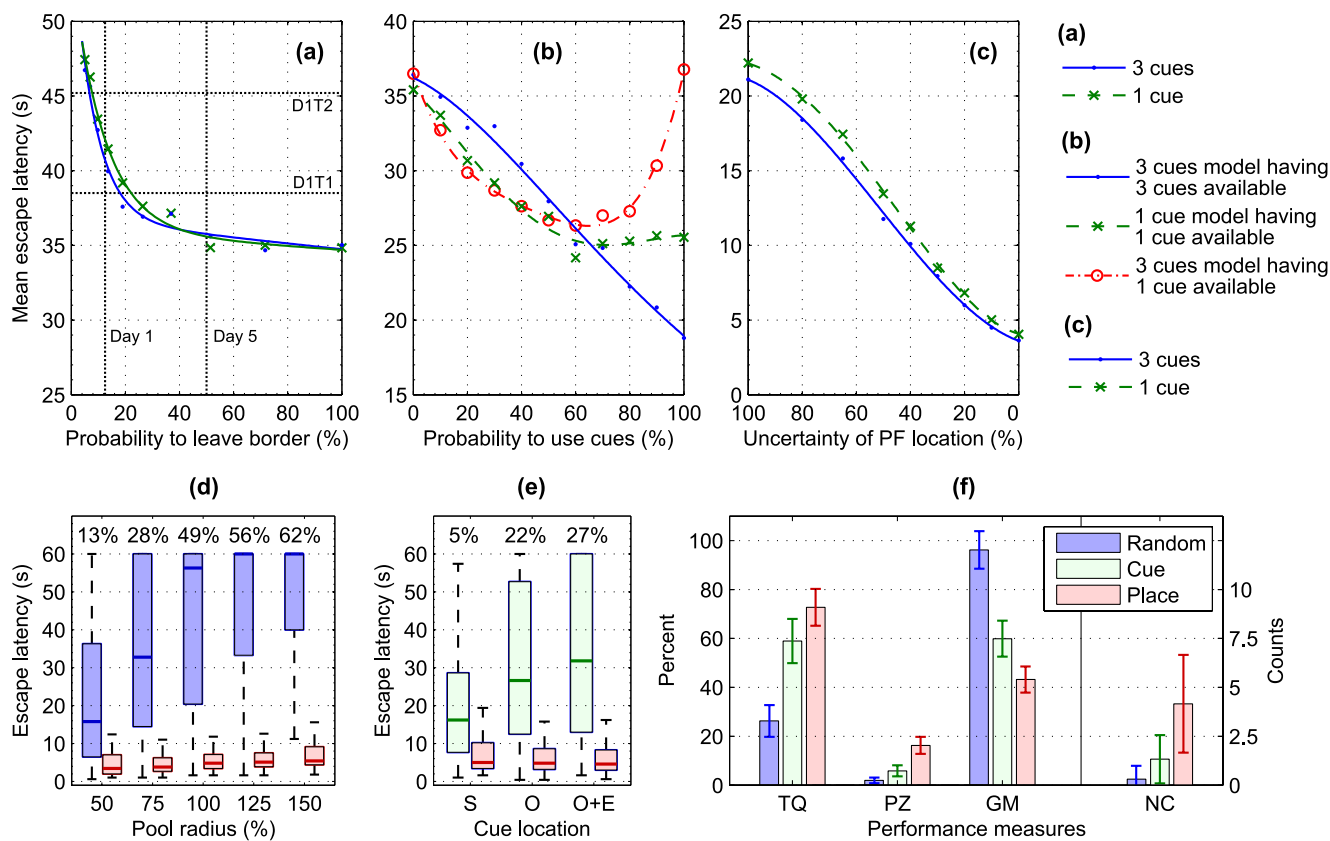 Mean escape latency (s)
50
45
40
35
30
25
0
20
40
60
80
100
Probability to leave border (%)
(a)
D1T2
D1T1
Day 1
Day 5
40
35
30
25
20
15
0
20
40
60
80
100
Probability to use cues (%)
(b)
25
20
15
10
5
0
100
80
60
40
20
0
Uncertainty of PF location (%)
(c)
(a)
3 cues
1 cue
(b)
3 cues model having
3 cues available
1 cue model having
1 cue available
3 cues model having
1 cue available
(c)
3 cues
1 cue
(d)
13% 28% 49% 56% 62%
Escape latency (s)
60
50
40
30
20
10
0
50 75 100 125 150
Pool radius (%)
(e)
5% 22% 27%
Escape latency (s)
60
50
40
30
20
10
0
S O O+E
Cue location
(f)
Percent
100
80
60
40
20
0
Random
Cue
Place
10
7.5
5
2.5
0
Counts
TQ PZ GM NC
Performance measures